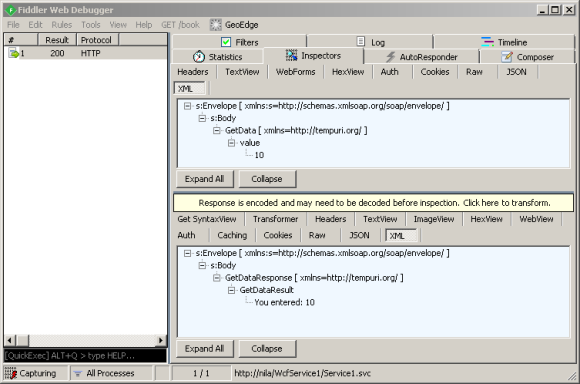 Fiddler Web Debugger
File Edit Rules Tools View Help GET /book GeoEdge
# Result Protocol
1 200 HTTP
Filters Log Timeline
Statistics Inspectors AutoResponder Composer
Headers TextView WebForms HexView Auth Cookies Raw JSON
XML
s:Envelope [ xmlns:s=http://schemas.xmlsoap.org/soap/envelope/ ]
s:Body
GetData [ xmlns=http://tempuri.org/ ]
value
10
Expand All Collapse
Response is encoded and may need to be decoded before inspection. Click here to transform.
Get SyntaxView Transformer Headers TextView ImageView HexView WebView
Auth Caching Cookies Raw JSON XML
s:Envelope [ xmlns:s=http://schemas.xmlsoap.org/soap/envelope/ ]
s:Body
GetDataResponse [ xmlns=http://tempuri.org/ ]
GetDataResult
You entered: 10
Expand All Collapse
[QuickExec] ALT+Q > type HELP...
Capturing All Processes 1 / 1 http://nila/WcfService1/Service1.svc